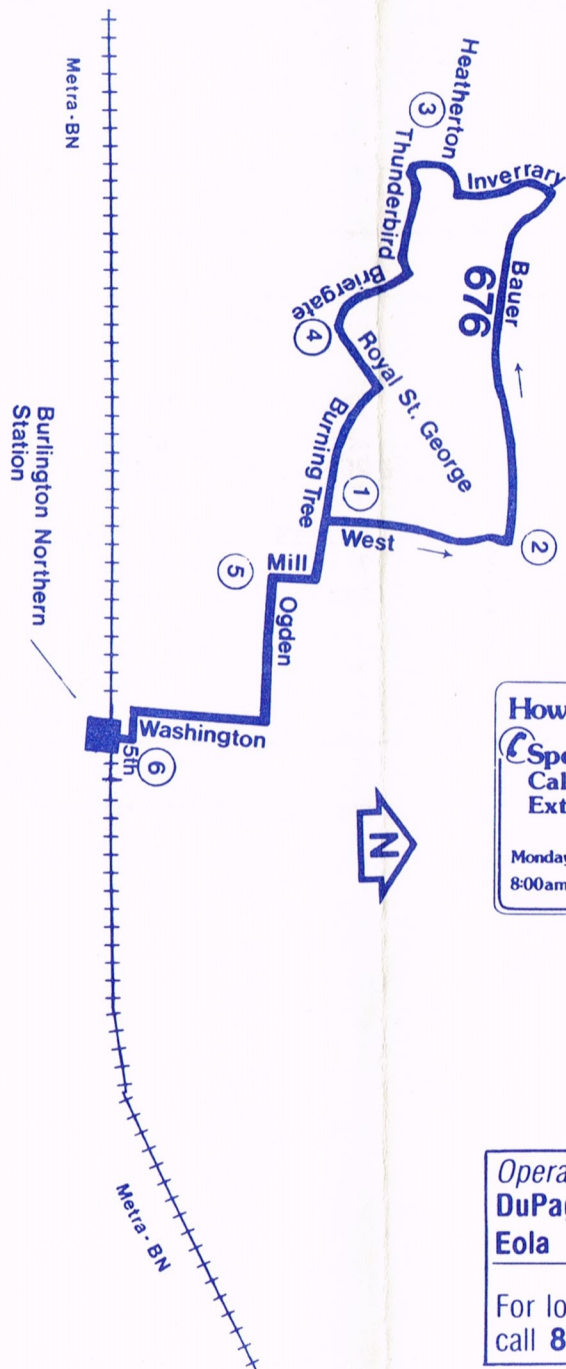 Metra - BN
Heatherton
3
Thunderbird
Inverrary
Bauer
676
Briergate
4
Royal St. George
Burning Tree
1
West
2
Mill
5
Ogden
Washington
5th
6
Burlington Northern
Station
N
Metra - BN
How
Call
Ext
Monday
8:00am
Opera
DuPag
Eola
For lo
call 8